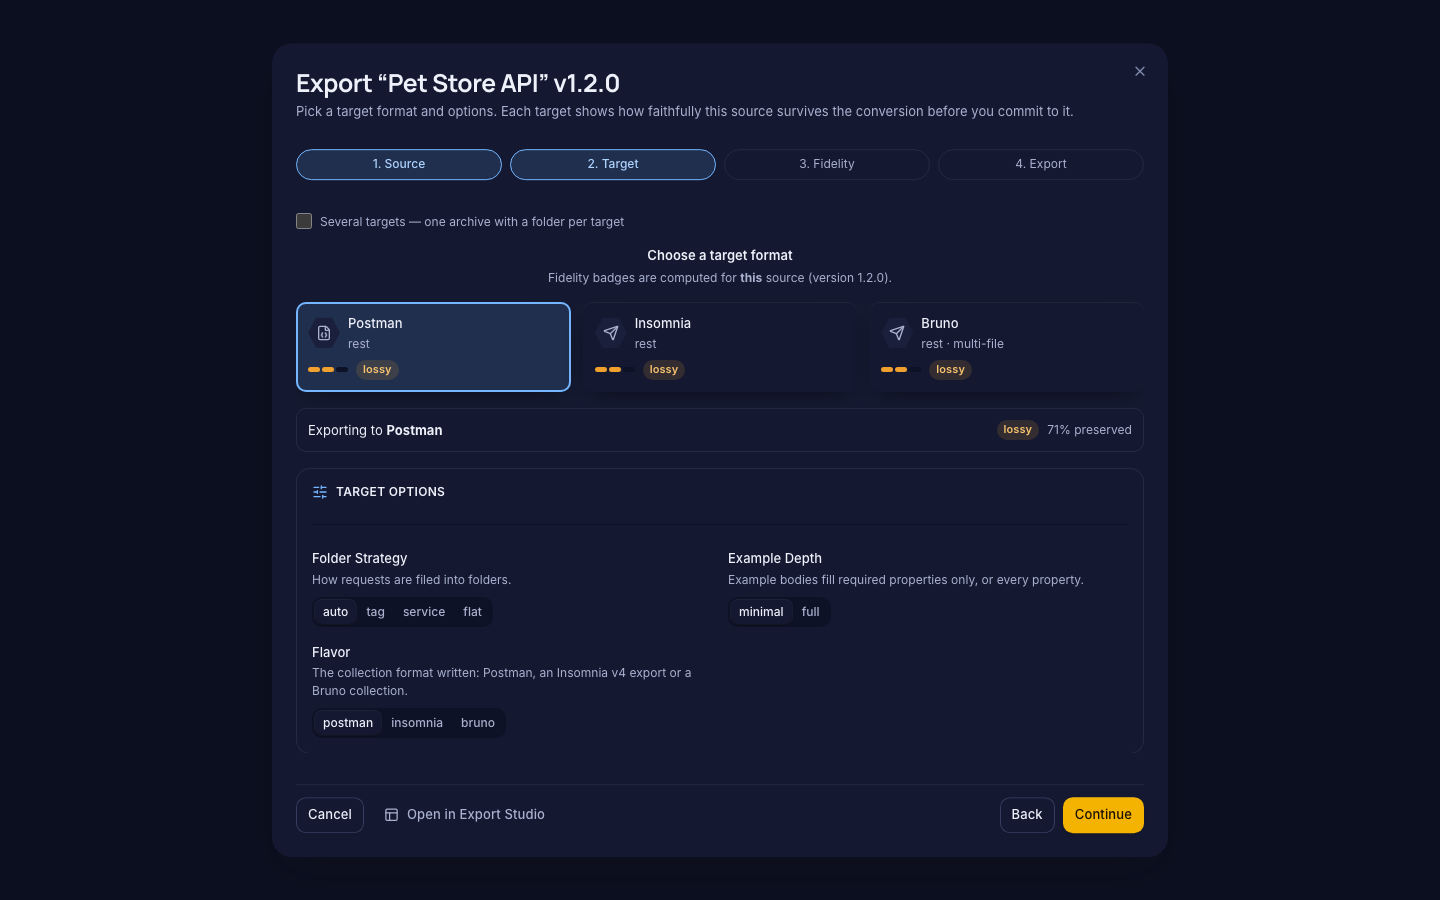 Export “Pet Store API” v1.2.0
Pick a target format and options. Each target shows how faithfully this source survives the conversion before you commit to it.
1. Source
2. Target
3. Fidelity
4. Export
Several targets — one archive with a folder per target
Choose a target format
Fidelity badges are computed for this source (version 1.2.0).
Postman
rest
lossy
Insomnia
rest
lossy
Bruno
rest · multi-file
lossy
Exporting to Postman
lossy 71% preserved
TARGET OPTIONS
Folder Strategy
How requests are filed into folders.
auto tag service flat
Example Depth
Example bodies fill required properties only, or every property.
minimal full
Flavor
The collection format written: Postman, an Insomnia v4 export or a
Bruno collection.
postman insomnia bruno
Cancel
Open in Export Studio
Back
Continue